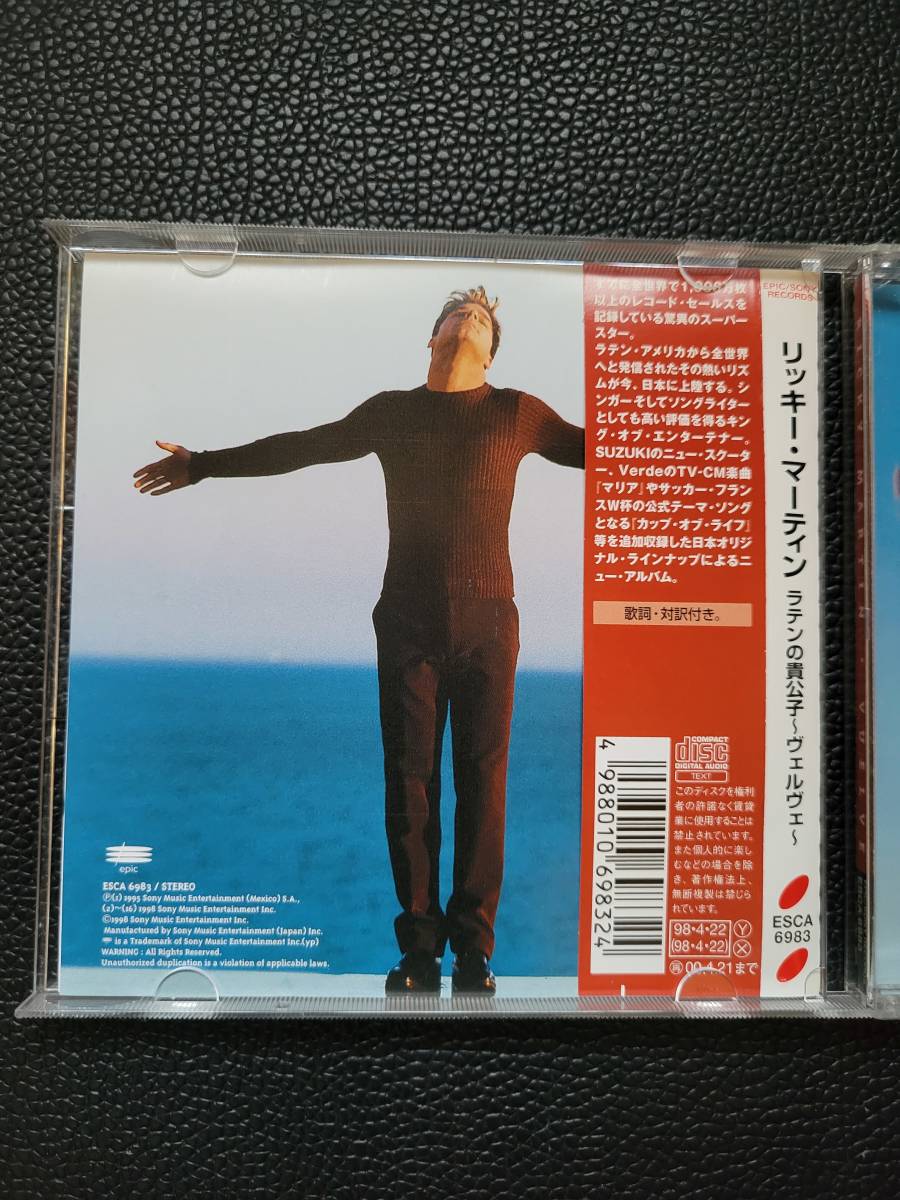 すでに全世界で1,000万枚
以上のレコード・セールスを
記録している驚異のスーパー
スター。
ラテン・アメリカから全世界
へと発信されたその熱いリズ
ムが今、日本に上陸する。シ
ンガーそしてソングライター
としても高い評価を得るキン
グ・オブ・エンターテナー。
SUZUKIのニュー・スクータ
ー、VerdeのTV-CM楽曲
『マリア』やサッカー・フラン
スW杯の公式テーマ・ソング
となる『カップ・オブ・ライフ』
等を追加収録した日本オリジ
ナル・ラインナップによるニ
ュー・アルバム。
歌詞・対訳付き。
COMPACT
disc
DIGITAL AUDIO
TEXT
このディスクを権利
者の許諾なく賃貸
業に使用することは
禁止されています。
また個人的に楽し
むなどの場合を除
き、著作権法上、
無断複製は禁じら
れています。
98・4・22 Ⓨ
(98・4・22) Ⓧ
再 00.4.21まで
4 988010 698324
EPIC/SONY
RECORDS
リッキー・マーティン ラテンの貴公子〜ヴェルヴェ〜
ESCA
6983
epic
ESCA 6983 / STEREO
Ⓟ(1) 1995 Sony Music Entertainment (Mexico) S.A.,
(2)〜(16) 1998 Sony Music Entertainment Inc.
©1998 Sony Music Entertainment Inc.
Manufactured by Sony Music Entertainment (Japan) Inc.
is a Trademark of Sony Music Entertainment Inc.(yp)
WARNING : All Rights Reserved.
Unauthorized duplication is a violation of applicable laws.